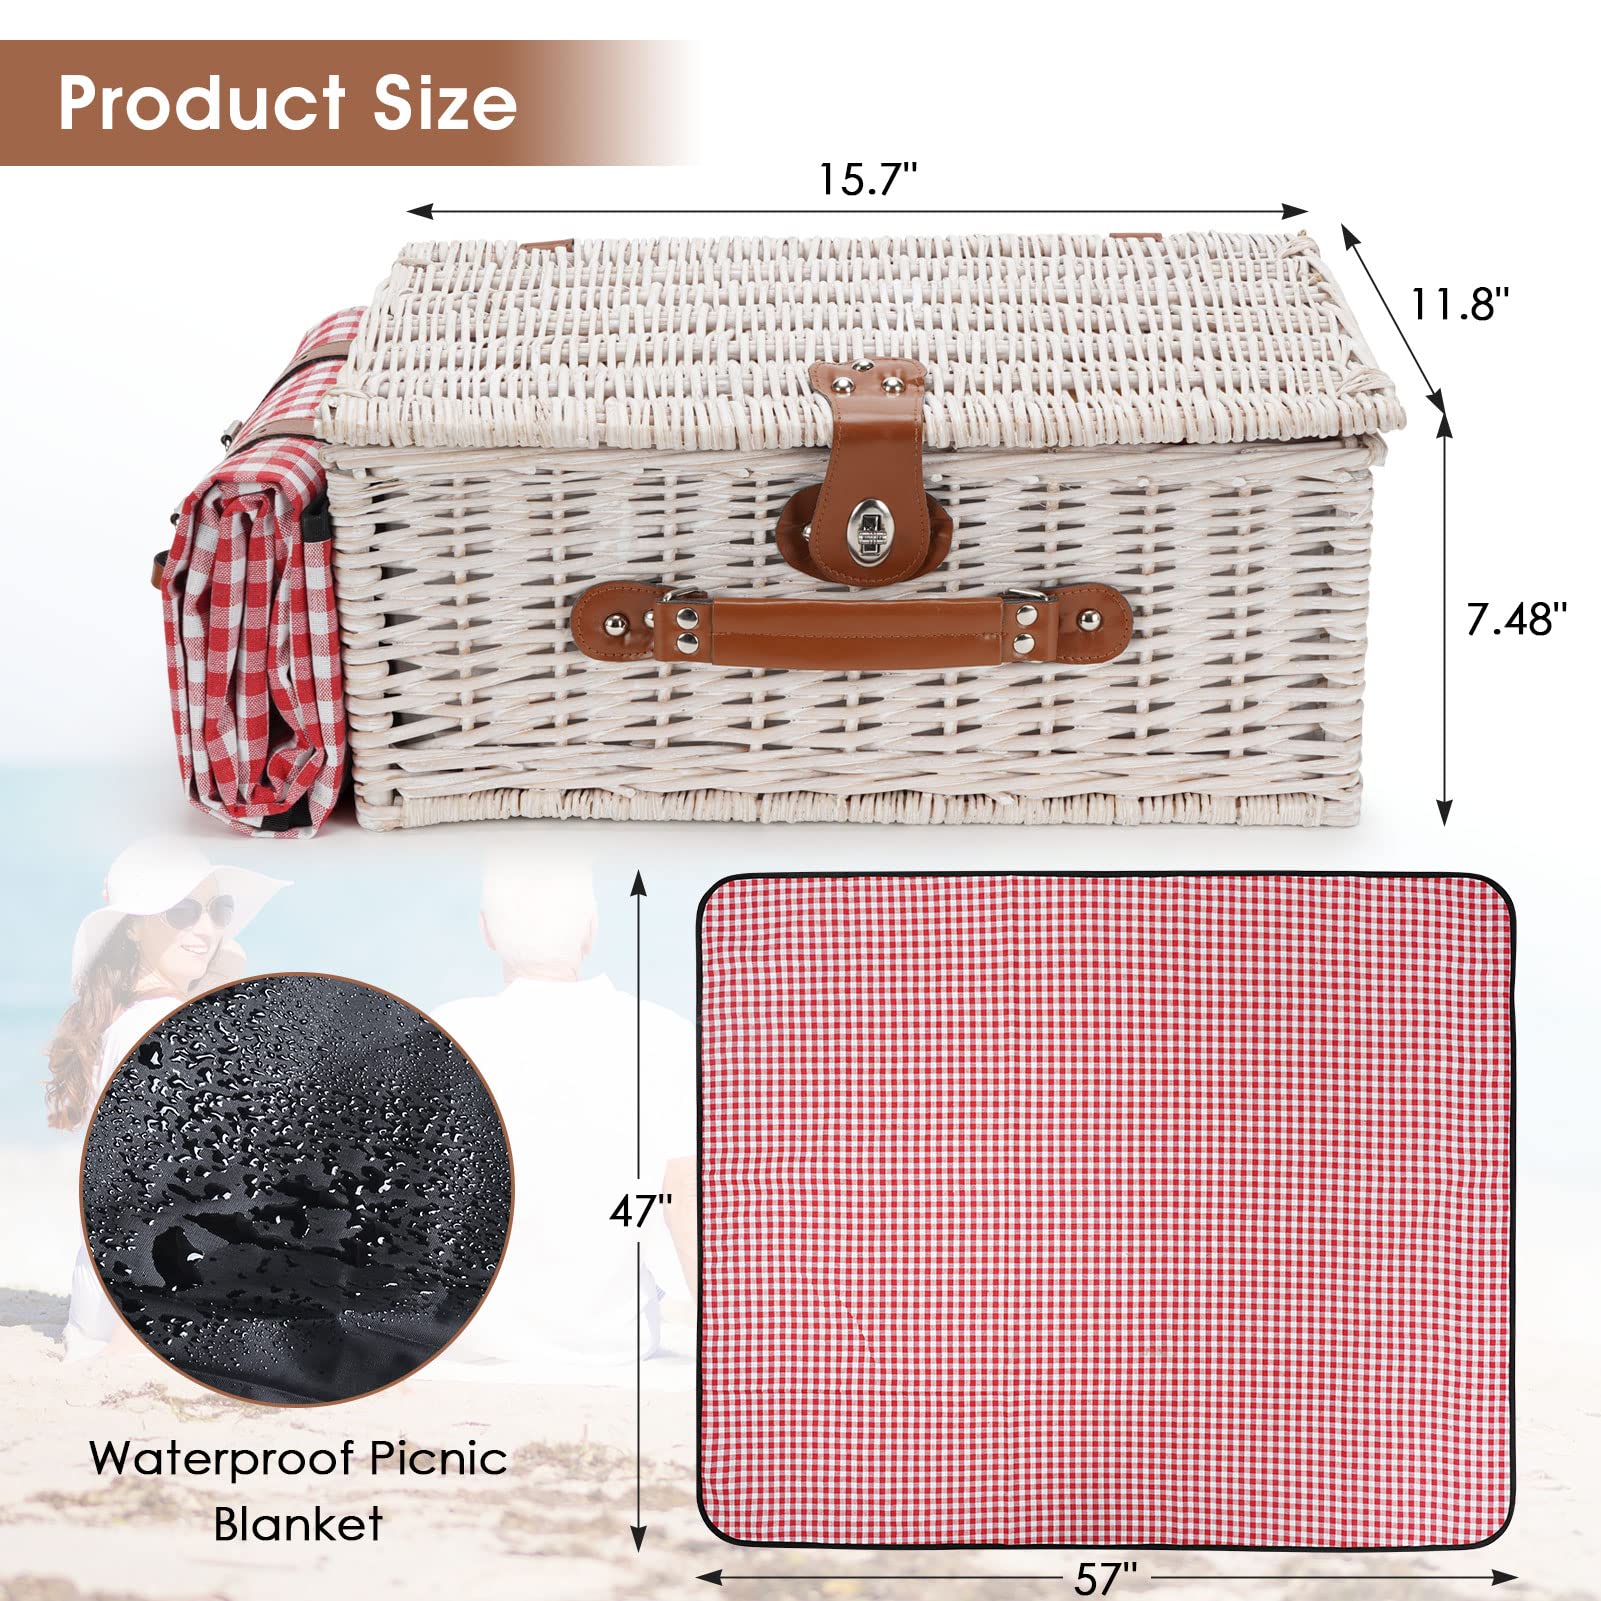 Product Size
15.7"
11.8"
7.48"
47"
Waterproof Picnic
Blanket
57"